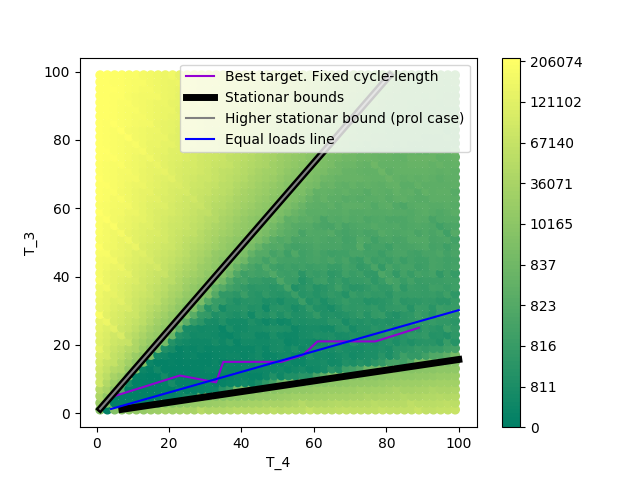 Best target. Fixed cycle-length
Stationar bounds
Higher stationar bound (prol case)
Equal loads line
100
80
60
40
20
0
T_3
0 20 40 60 80 100
T_4
206074
121102
67140
36071
10165
837
823
816
811
0